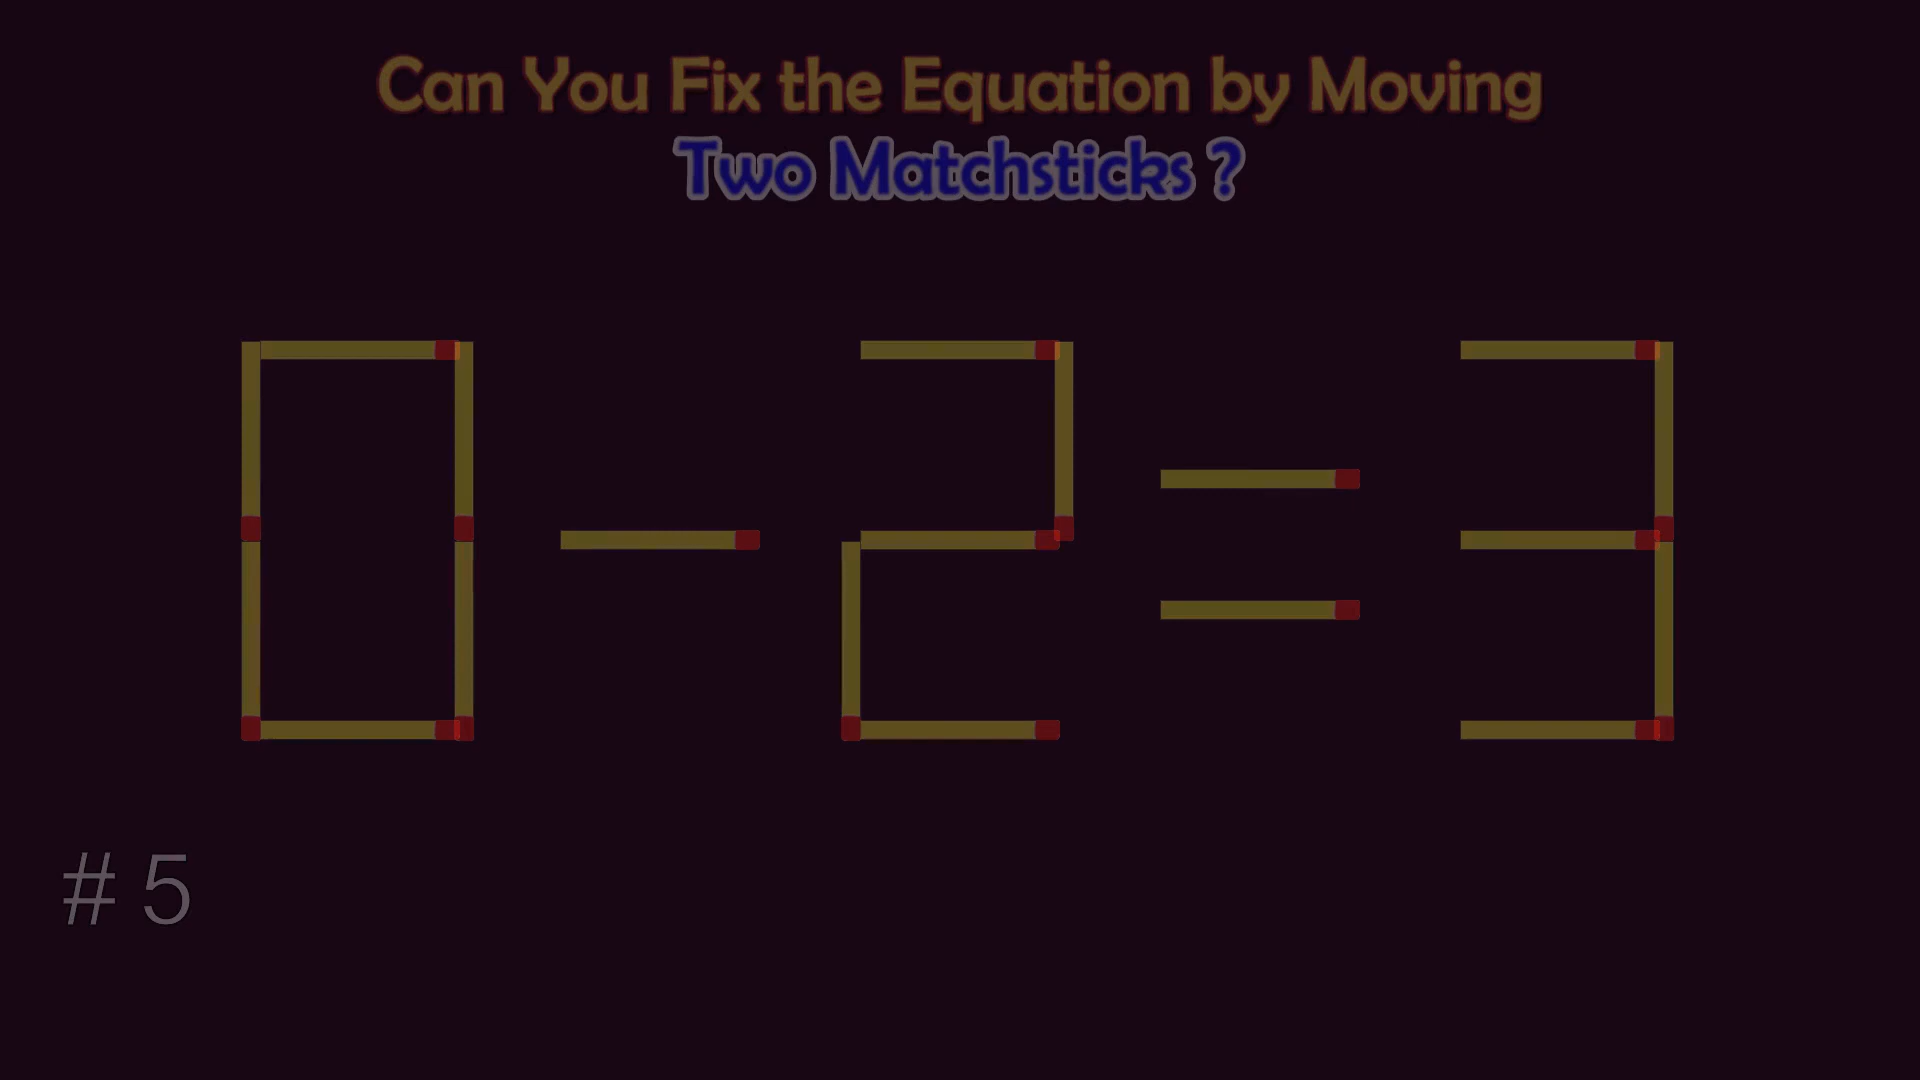 Can You Fix the Equation by Moving
Two Matchsticks ?
0 - 2 = 3
# 5